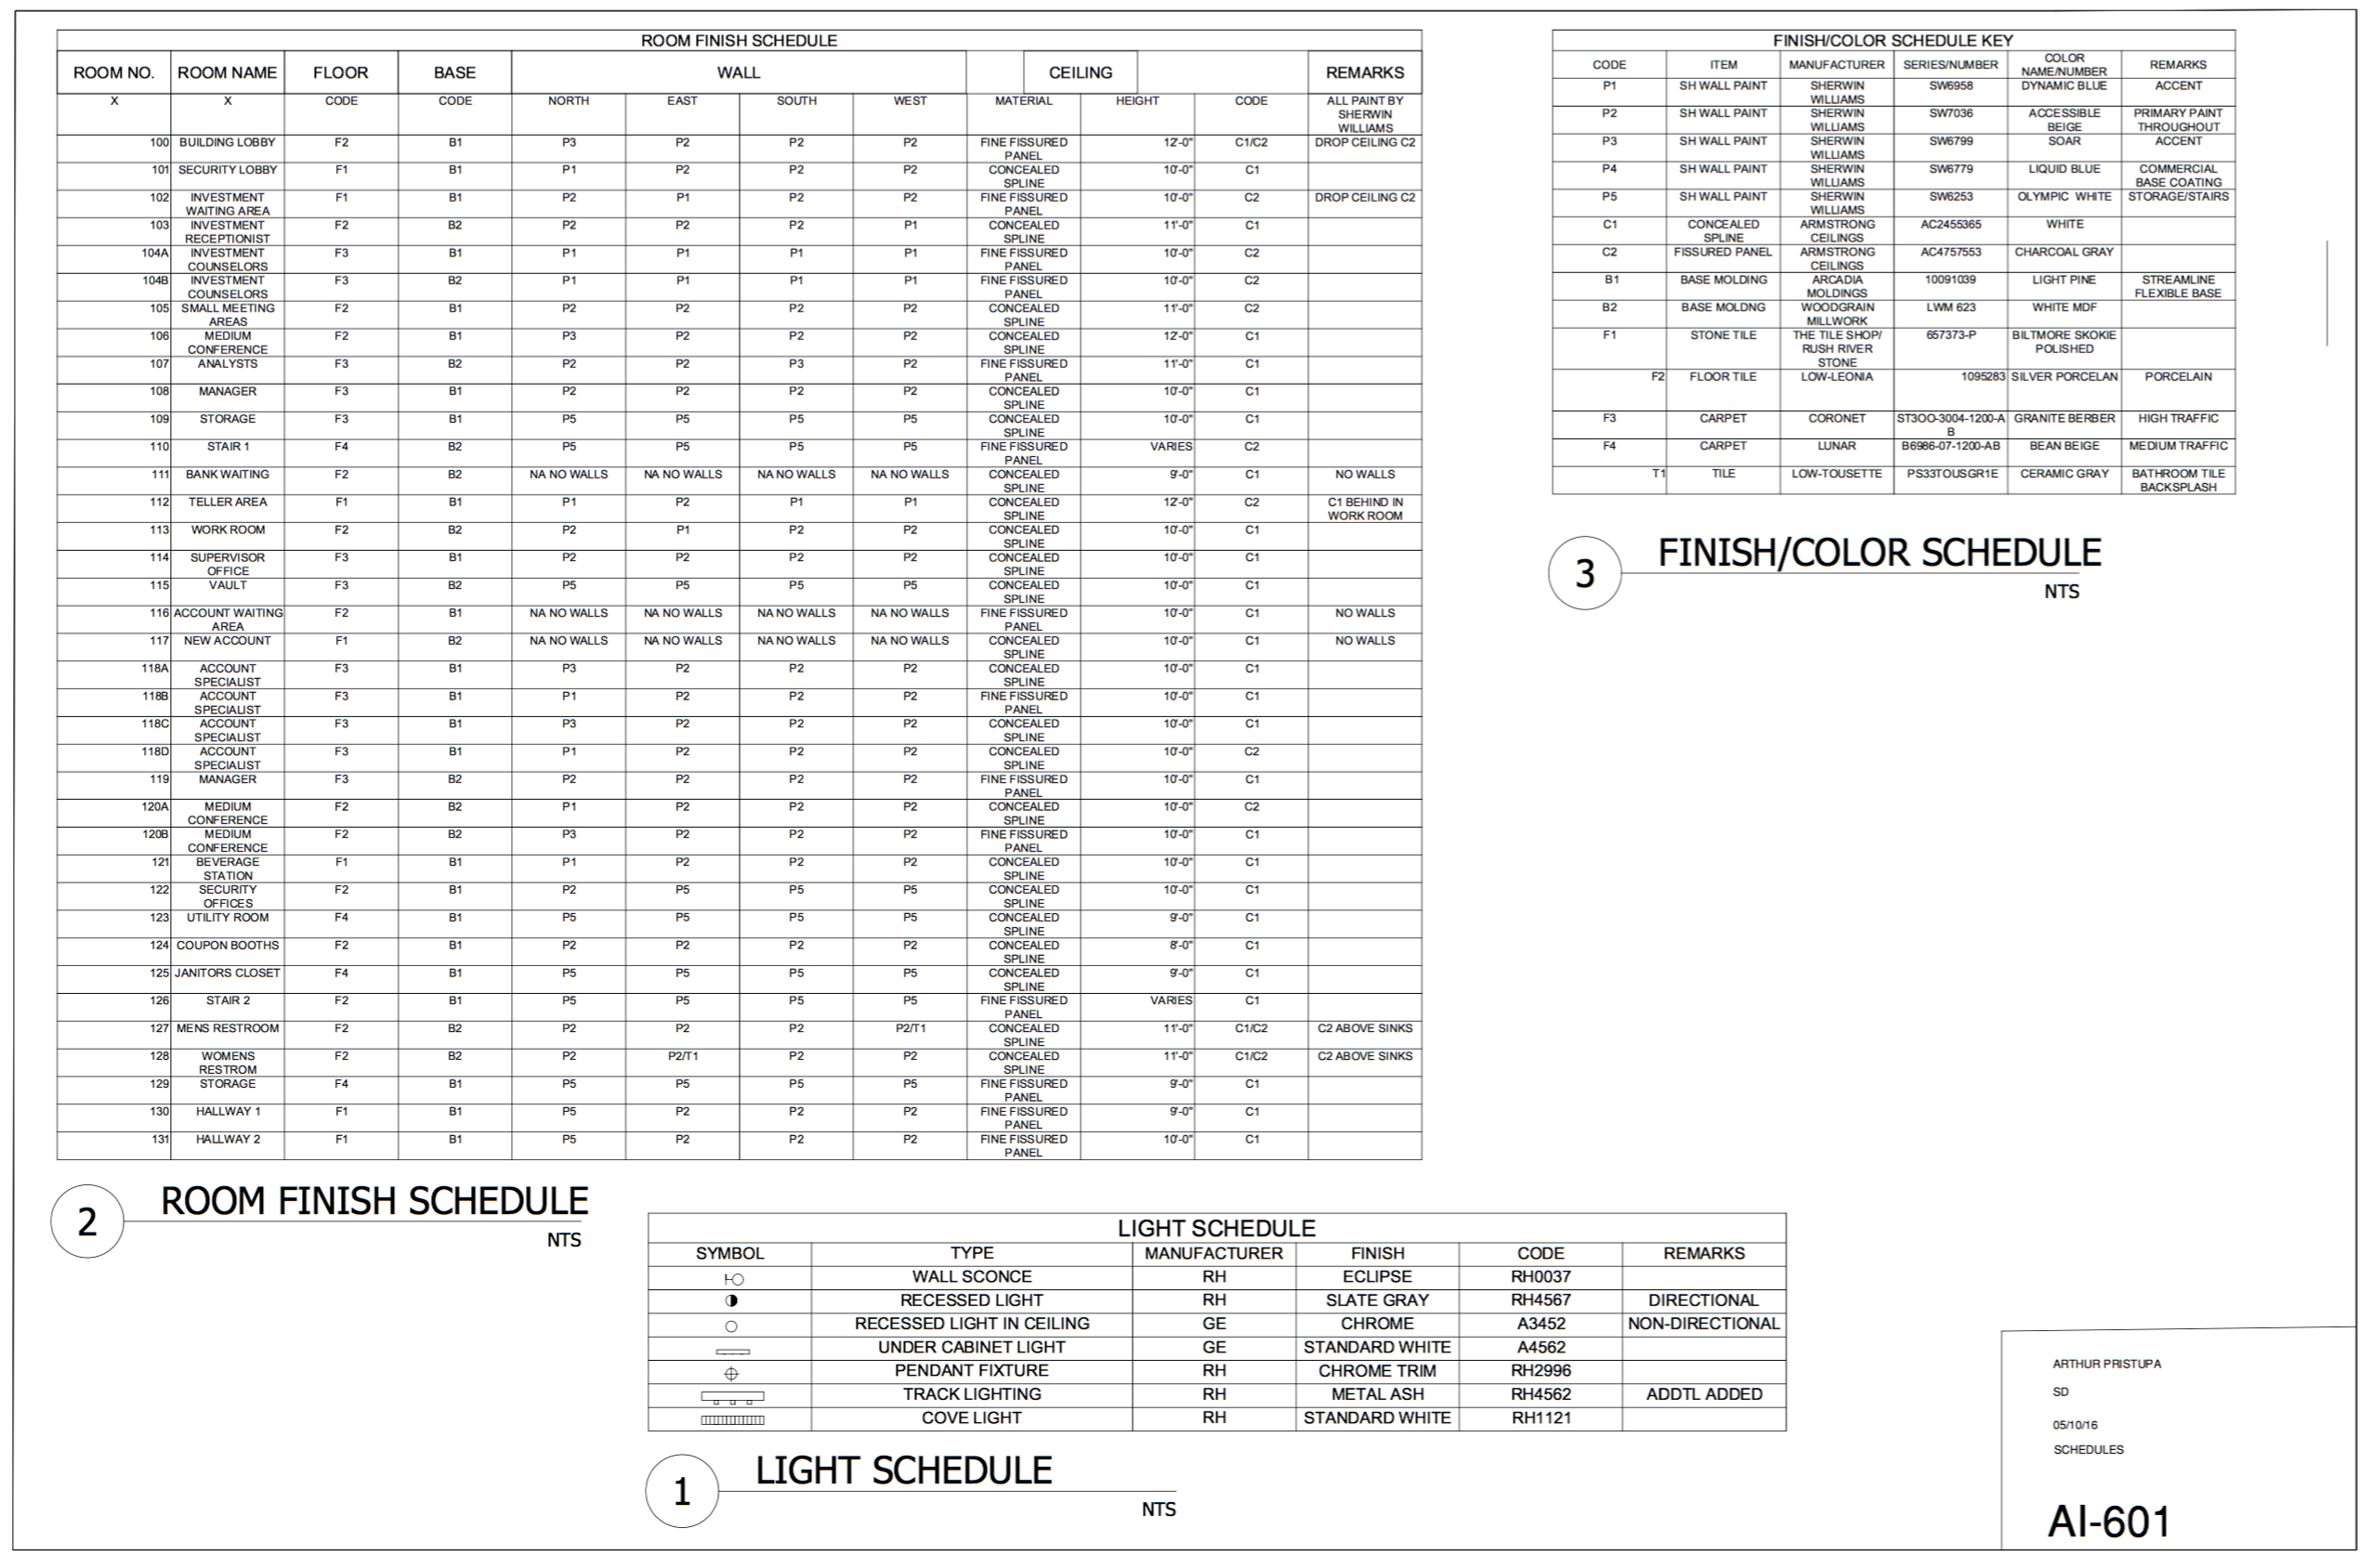 ROOM FINISH SCHEDULE
ROOM NO. ROOM NAME FLOOR BASE WALL CEILING REMARKS
X X CODE CODE NORTH EAST SOUTH WEST MATERIAL HEIGHT CODE ALL PAINT BY SHERWIN WILLIAMS
100 BUILDING LOBBY F2 B1 P3 P2 P2 P2 FINE FISSURED PANEL 12'-0" C1/C2 DROP CEILING C2
101 SECURITY LOBBY F1 B1 P1 P2 P2 P2 CONCEALED SPLINE 10'-0" C1
102 INVESTMENT WAITING AREA F1 B1 P2 P1 P2 P2 FINE FISSURED PANEL 10'-0" C2 DROP CEILING C2
103 INVESTMENT RECEPTIONIST F2 B2 P2 P2 P2 P1 CONCEALED SPLINE 11'-0" C1
104A INVESTMENT COUNSELORS F3 B1 P1 P1 P1 P1 FINE FISSURED PANEL 10'-0" C2
104B INVESTMENT COUNSELORS F3 B2 P1 P1 P1 P1 FINE FISSURED PANEL 10'-0" C2
105 SMALL MEETING AREAS F2 B1 P2 P2 P2 P2 CONCEALED SPLINE 11'-0" C2
106 MEDIUM CONFERENCE F2 B1 P3 P2 P2 P2 CONCEALED SPLINE 12'-0" C1
107 ANALYSTS F3 B2 P2 P2 P3 P2 FINE FISSURED PANEL 11'-0" C1
108 MANAGER F3 B1 P2 P2 P2 P2 CONCEALED SPLINE 10'-0" C1
109 STORAGE F3 B1 P5 P5 P5 P5 CONCEALED SPLINE 10'-0" C1
110 STAIR 1 F4 B2 P5 P5 P5 P5 FINE FISSURED PANEL VARIES C2
111 BANK WAITING F2 B2 NA NO WALLS NA NO WALLS NA NO WALLS NA NO WALLS CONCEALED SPLINE 9'-0" C1 NO WALLS
112 TELLER AREA F1 B1 P1 P2 P1 P1 CONCEALED SPLINE 12'-0" C2 C1 BEHIND IN WORK ROOM
113 WORK ROOM F2 B2 P2 P1 P2 P2 CONCEALED SPLINE 10'-0" C1
114 SUPERVISOR OFFICE F3 B1 P2 P2 P2 P2 CONCEALED SPLINE 10'-0" C1
115 VAULT F3 B2 P5 P5 P5 P5 CONCEALED SPLINE 10'-0" C1
116 ACCOUNT WAITING AREA F2 B1 NA NO WALLS NA NO WALLS NA NO WALLS NA NO WALLS FINE FISSURED PANEL 10'-0" C1 NO WALLS
117 NEW ACCOUNT F1 B2 NA NO WALLS NA NO WALLS NA NO WALLS NA NO WALLS CONCEALED SPLINE 10'-0" C1 NO WALLS
118A ACCOUNT SPECIALIST F3 B1 P3 P2 P2 P2 CONCEALED SPLINE 10'-0" C1
118B ACCOUNT SPECIALIST F3 B1 P1 P2 P2 P2 FINE FISSURED PANEL 10'-0" C1
118C ACCOUNT SPECIALIST F3 B1 P3 P2 P2 P2 CONCEALED SPLINE 10'-0" C1
118D ACCOUNT SPECIALIST F3 B1 P1 P2 P2 P2 CONCEALED SPLINE 10'-0" C2
119 MANAGER F3 B2 P2 P2 P2 P2 FINE FISSURED PANEL 10'-0" C1
120A MEDIUM CONFERENCE F2 B2 P1 P2 P2 P2 CONCEALED SPLINE 10'-0" C2
120B MEDIUM CONFERENCE F2 B2 P3 P2 P2 P2 FINE FISSURED PANEL 10'-0" C1
121 BEVERAGE STATION F1 B1 P1 P2 P2 P2 CONCEALED SPLINE 10'-0" C1
122 SECURITY OFFICES F2 B1 P2 P5 P5 P5 CONCEALED SPLINE 10'-0" C1
123 UTILITY ROOM F4 B1 P5 P5 P5 P5 CONCEALED SPLINE 9'-0" C1
124 COUPON BOOTHS F2 B1 P2 P2 P2 P2 CONCEALED SPLINE 8'-0" C1
125 JANITORS CLOSET F4 B1 P5 P5 P5 P5 CONCEALED SPLINE 9'-0" C1
126 STAIR 2 F2 B1 P5 P5 P5 P5 FINE FISSURED PANEL VARIES C1
127 MENS RESTROOM F2 B2 P2 P2 P2 P2/T1 CONCEALED SPLINE 11'-0" C1/C2 C2 ABOVE SINKS
128 WOMENS RESTROM F2 B2 P2 P2/T1 P2 P2 CONCEALED SPLINE 11'-0" C1/C2 C2 ABOVE SINKS
129 STORAGE F4 B1 P5 P5 P5 P5 FINE FISSURED PANEL 9'-0" C1
130 HALLWAY 1 F1 B1 P5 P2 P2 P2 FINE FISSURED PANEL 9'-0" C1
131 HALLWAY 2 F1 B1 P5 P2 P2 P2 FINE FISSURED PANEL 10'-0" C1
2 ROOM FINISH SCHEDULE
NTS
FINISH/COLOR SCHEDULE KEY
CODE ITEM MANUFACTURER SERIES/NUMBER COLOR NAME/NUMBER REMARKS
P1 SH WALL PAINT SHERWIN WILLIAMS SW6958 DYNAMIC BLUE ACCENT
P2 SH WALL PAINT SHERWIN WILLIAMS SW7036 ACCESSIBLE BEIGE PRIMARY PAINT THROUGHOUT
P3 SH WALL PAINT SHERWIN WILLIAMS SW6799 SOAR ACCENT
P4 SH WALL PAINT SHERWIN WILLIAMS SW6779 LIQUID BLUE COMMERCIAL BASE COATING
P5 SH WALL PAINT SHERWIN WILLIAMS SW6253 OLYMPIC WHITE STORAGE/STAIRS
C1 CONCEALED SPLINE ARMSTRONG CEILINGS AC2455365 WHITE
C2 FISSURED PANEL ARMSTRONG CEILINGS AC4757553 CHARCOAL GRAY
B1 BASE MOLDING ARCADIA MOLDINGS 10091039 LIGHT PINE STREAMLINE FLEXIBLE BASE
B2 BASE MOLDNG WOODGRAIN MILLWORK LWM 623 WHITE MDF
F1 STONE TILE THE TILE SHOP/ RUSH RIVER STONE 657373-P BILTMORE SKOKIE POLISHED
F2 FLOOR TILE LOW-LEONIA 1095283 SILVER PORCELAN PORCELAIN
F3 CARPET CORONET ST3OO-3004-1200-A B GRANITE BERBER HIGH TRAFFIC
F4 CARPET LUNAR B6986-07-1200-AB BEAN BEIGE MEDIUM TRAFFIC
T1 TILE LOW-TOUSETTE PS33TOUSGR1E CERAMIC GRAY BATHROOM TILE BACKSPLASH
3 FINISH/COLOR SCHEDULE
NTS
LIGHT SCHEDULE
SYMBOL TYPE MANUFACTURER FINISH CODE REMARKS
WALL SCONCE RH ECLIPSE RH0037
RECESSED LIGHT RH SLATE GRAY RH4567 DIRECTIONAL
RECESSED LIGHT IN CEILING GE CHROME A3452 NON-DIRECTIONAL
UNDER CABINET LIGHT GE STANDARD WHITE A4562
PENDANT FIXTURE RH CHROME TRIM RH2996
TRACK LIGHTING RH METAL ASH RH4562 ADDTL ADDED
COVE LIGHT RH STANDARD WHITE RH1121
1 LIGHT SCHEDULE
NTS
ARTHUR PRISTUPA
SD
05/10/16
SCHEDULES
AI-601